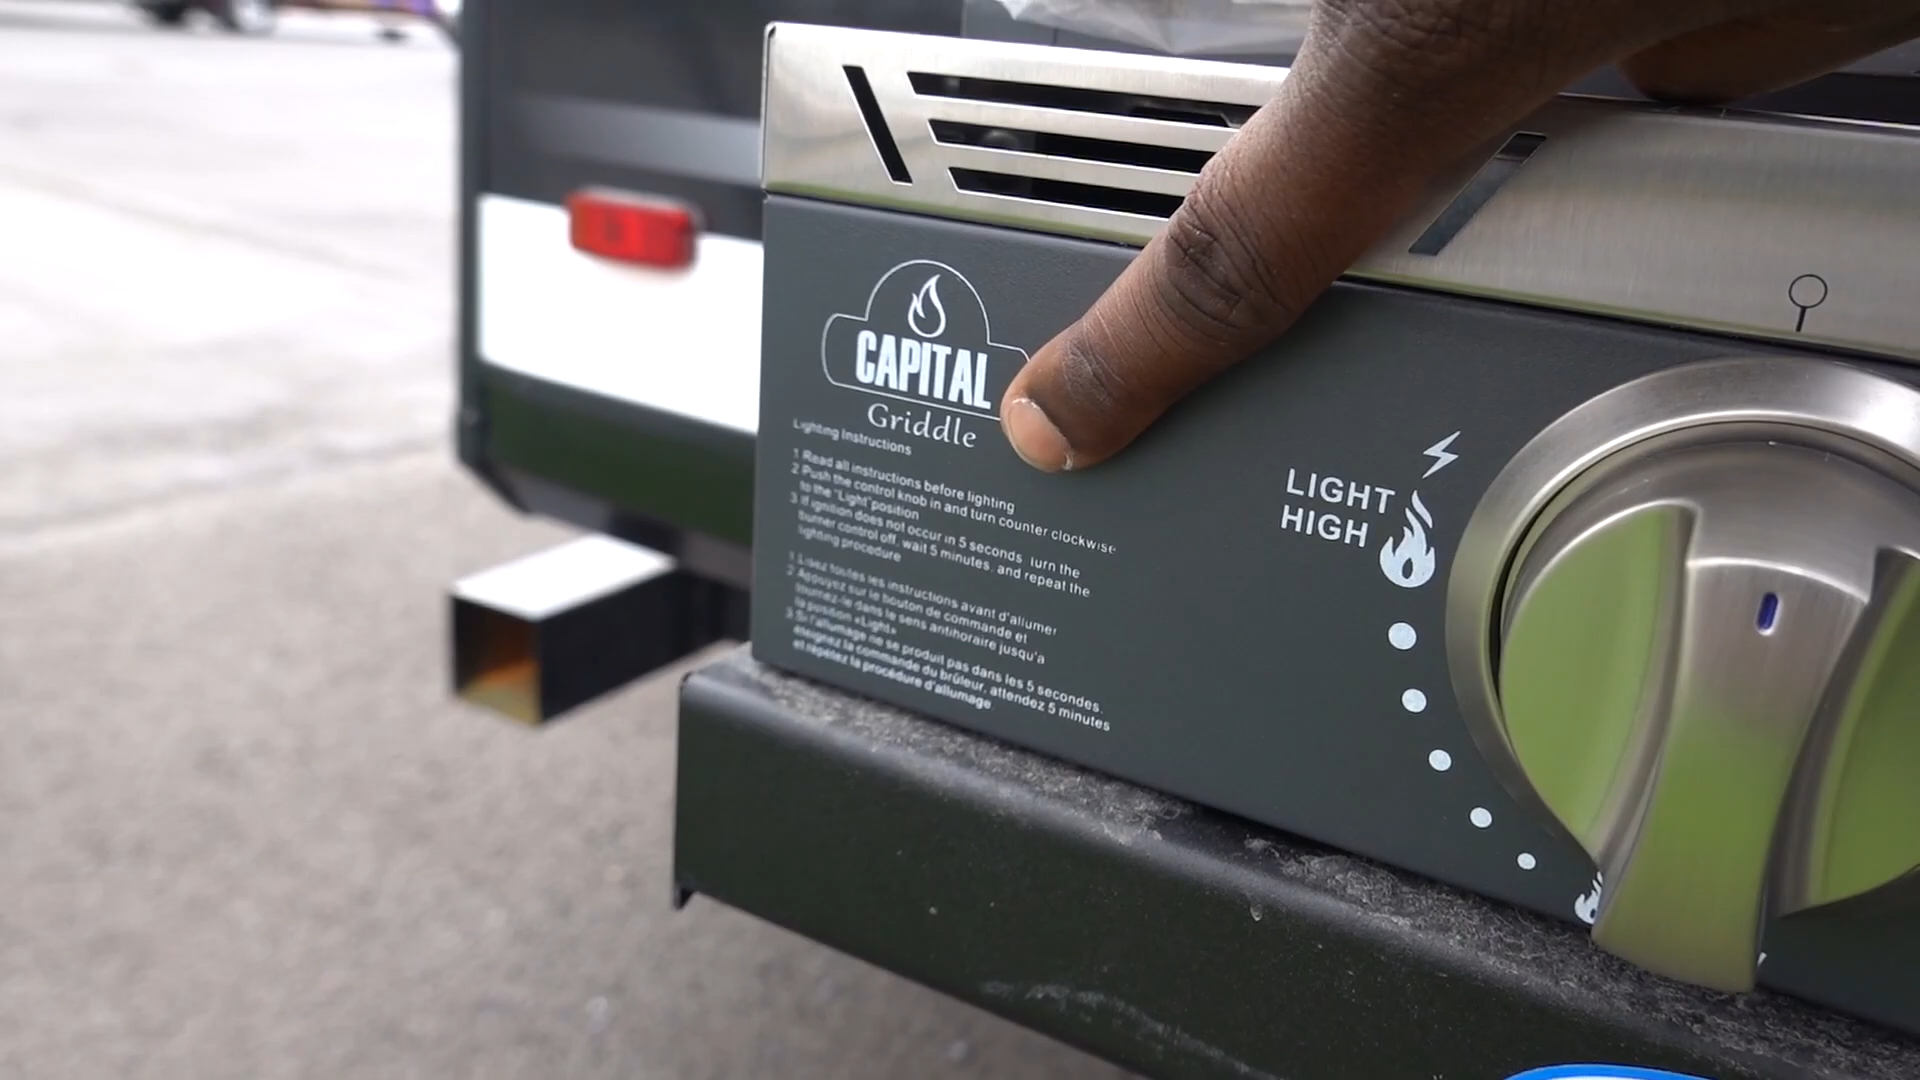 CAPITAL
Griddle
Lighting Instructions
1 Read all instructions before lighting
2 Push the control knob in and turn counter clockwise
to the "Light" position
3 If ignition does not occur in 5 seconds turn the
burner control off, wait 5 minutes, and repeat the
lighting procedure
1 Lisez toutes les instructions avant d'allumer
2 Appuyez sur le bouton de commande et
tournez-le dans le sens antihoraire jusqu'a
la position «Light»
3 Si l'allumage ne se produit pas dans les 5 secondes.
éteignez la commande du brûleur, attendez 5 minutes
et répétez la procédure d'allumage
LIGHT
HIGH